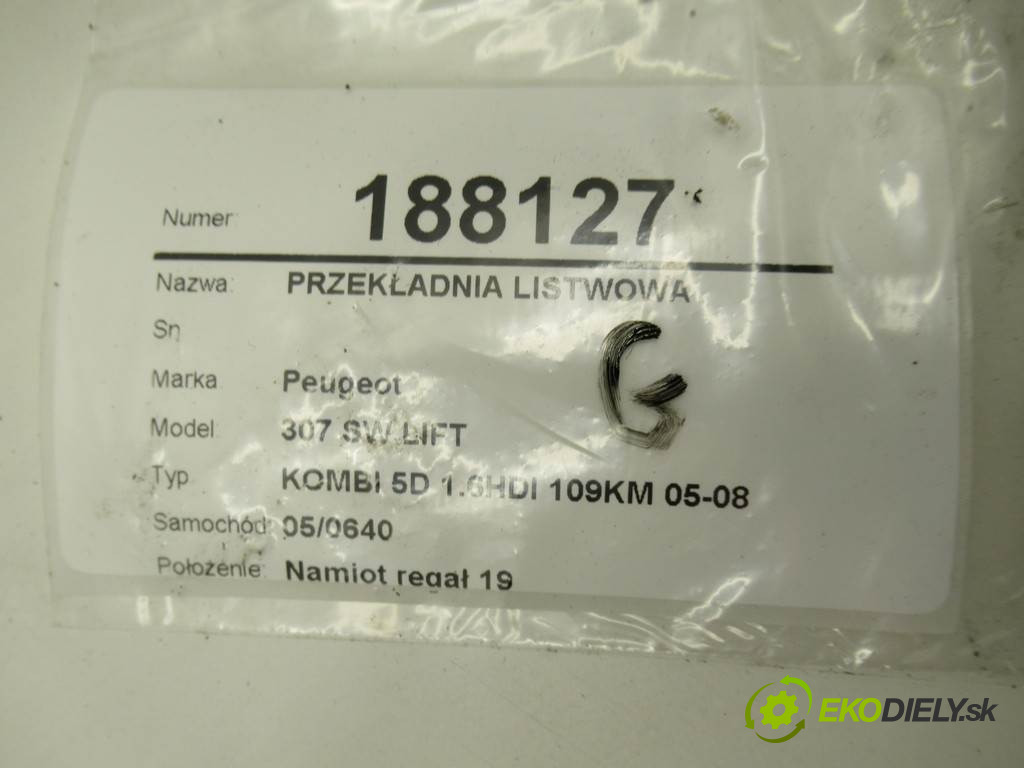 Numer 188127
Nazwa: PRZEKŁADNIA LISTWOWA
Sn
Marka Peugeot
Model: 307 SW LIFT
Typ KOMBI 5D 1.6HDI 109KM 05-08
Samochód: 05/0640
Położenie: Namiot regał 19
G
EKODIELY.sk